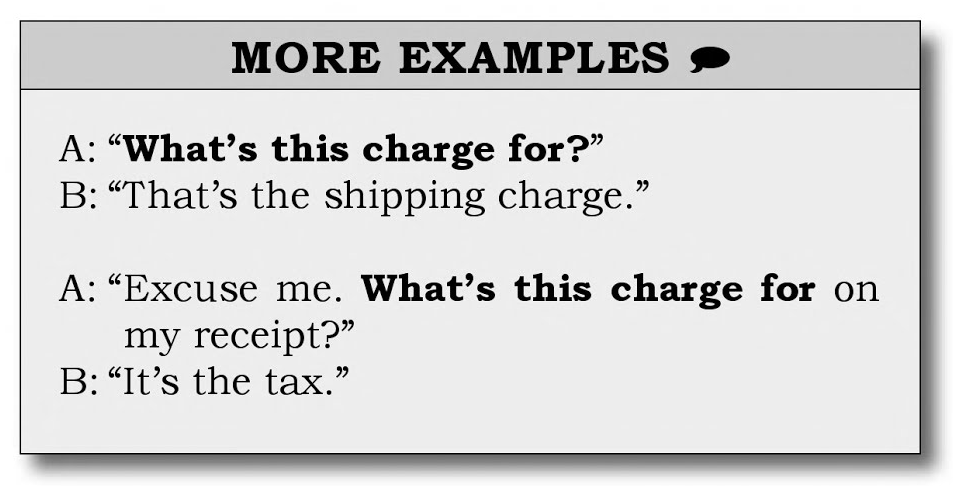 MORE EXAMPLES
A: “What’s this charge for?”
B: “That’s the shipping charge.”
A: “Excuse me. What’s this charge for on
my receipt?”
B: “It’s the tax.”